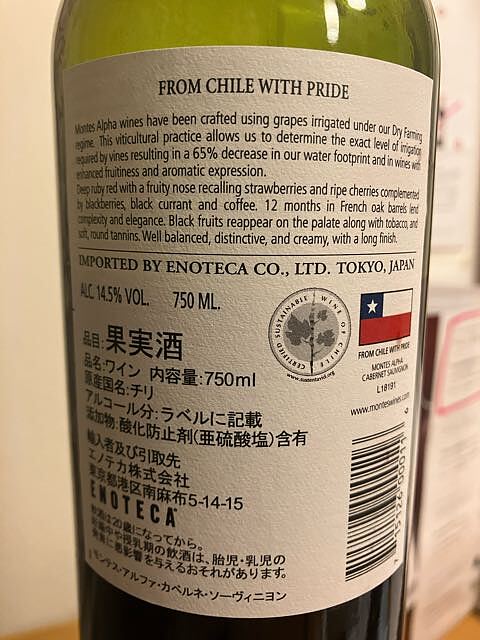 FROM CHILE WITH PRIDE
Montes Alpha wines have been crafted using grapes irrigated under our Dry Farming
regime. This viticultural practice allows us to determine the exact level of irrigation
required by vines resulting in a 65% decrease in our water footprint and in wines with
enhanced fruitiness and aromatic expression.
Deep ruby red with a fruity nose recalling strawberries and ripe cherries complemented
by blackberries, black currant and coffee. 12 months in French oak barrels lend
complexity and elegance. Black fruits reappear on the palate along with tobacco, and
soft, round tannins. Well balanced, distinctive, and creamy, with a long finish.
IMPORTED BY ENOTECA CO., LTD. TOKYO, JAPAN
ALC. 14.5% VOL. 750 ML.
CERTIFIED SUSTAINABLE WINE OF CHILE
www.sustentavid.org
FROM CHILE WITH PRIDE
MONTES ALPHA
CABERNET SAUVIGNON
L18191
www.monteswines.com
品目:果実酒
品名:ワイン 内容量:750ml
原産国名:チリ
アルコール分:ラベルに記載
添加物:酸化防止剤(亜硫酸塩)含有
輸入者及び引取先
エノテカ株式会社
東京都港区南麻布5-14-15
ENOTECA
飲酒は20歳になってから。
妊娠中や授乳期の飲酒は、胎児・乳児の
発育に悪影響を与えるおそれがあります。
モンテス・アルファ・カベルネ・ソーヴィニヨン